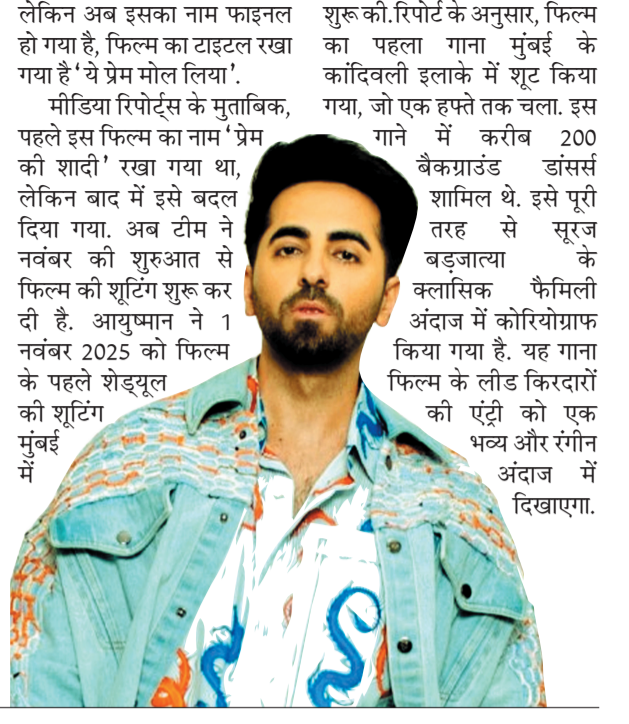 लेकिन अब इसका नाम फाइनल
हो गया है, फिल्म का टाइटल रखा
गया है ‘ ये प्रेम मोल लिया’.
मीडिया रिपोर्ट्स के मुताबिक,
पहले इस फिल्म का नाम ‘ प्रेम
की शादी’ रखा गया था,
लेकिन बाद में इसे बदल
दिया गया. अब टीम ने
नवंबर की शुरुआत से
फिल्म की शूटिंग शुरू कर
दी है. आयुष्मान ने 1
नवंबर 2025 को फिल्म
के पहले शेड्यूल
की शूटिंग
मुंबई
में
शुरू की.रिपोर्ट के अनुसार, फिल्म
का पहला गाना मुंबई के
कांदिवली इलाके में शूट किया
गया, जो एक हफ्ते तक चला. इस
गाने में करीब 200
बैकग्राउंड डांसर्स
शामिल थे. इसे पूरी
तरह से सूरज
बड़जात्या के
क्लासिक फैमिली
अंदाज में कोरियोग्राफ
किया गया है. यह गाना
फिल्म के लीड किरदारों
की एंट्री को एक
भव्य और रंगीन
अंदाज में
दिखाएगा.